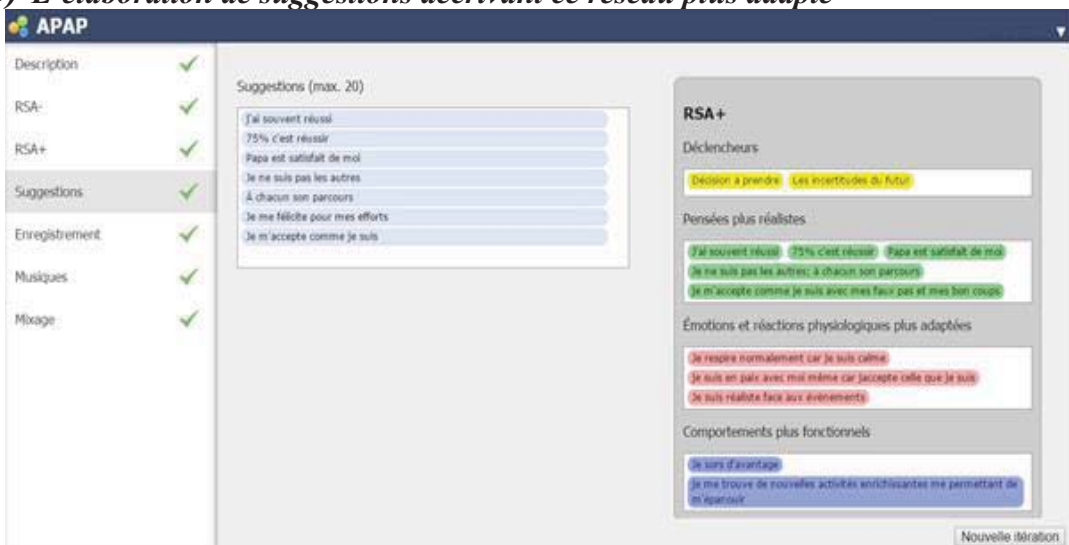 L'élaboration de suggestions décrivant ce réseau plus adapté
APAP
Description
RSA-
RSA+
Suggestions
Enregistrement
Musiques
Mixage
Suggestions (max. 20)
J'ai souvent réussi
75% c'est réussir
Papa est satisfait de moi
Je ne suis pas les autres
À chacun son parcours
Je me félicite pour mes efforts
Je m'accepte comme je suis
RSA+
Déclencheurs
Décision à prendre Les incertitudes du futur
Pensées plus réalistes
J'ai souvent réussi 75% c'est réussir Papa est satisfait de moi
Je ne suis pas les autres; à chacun son parcours
Je m'accepte comme je suis avec mes faux pas et mes bon coups
Émotions et réactions physiologiques plus adaptées
Je respire normalement car je suis calme
Je suis en paix avec moi même car j'accepte celle que je suis
Je suis réaliste face aux événements
Comportements plus fonctionnels
Je sors d'avantage
Je me trouve de nouvelles activités enrichissantes me permettant de
m'épanouir
Nouvelle itération